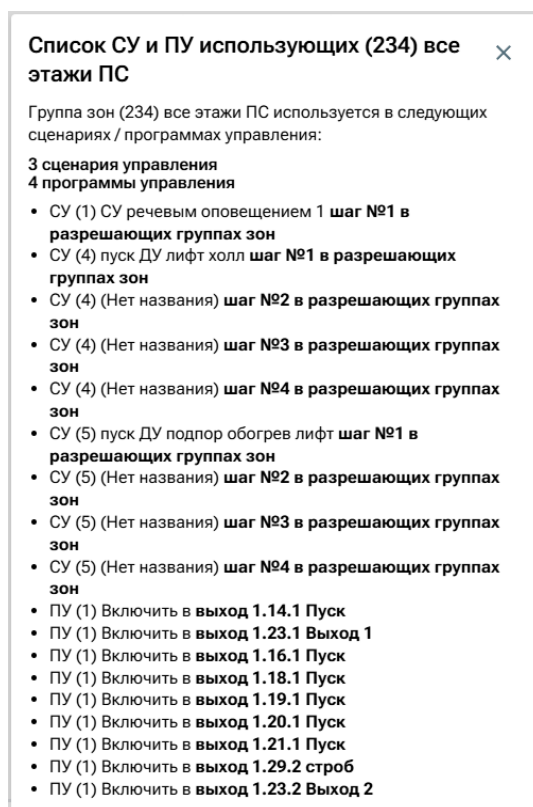 Список СУ и ПУ использующих (234) все
этажи ПС
Группа зон (234) все этажи ПС используется в следующих
сценариях / программах управления:
3 сценария управления
4 программы управления
• СУ (1) СУ речевым оповещением 1 шаг №1 в
разрешающих группах зон
• СУ (4) пуск ДУ лифт холл шаг №1 в разрешающих
группах зон
• СУ (4) (Нет названия) шаг №2 в разрешающих группах
зон
• СУ (4) (Нет названия) шаг №3 в разрешающих группах
зон
• СУ (4) (Нет названия) шаг №4 в разрешающих группах
зон
• СУ (5) пуск ДУ подпор обогрев лифт шаг №1 в
разрешающих группах зон
• СУ (5) (Нет названия) шаг №2 в разрешающих группах
зон
• СУ (5) (Нет названия) шаг №3 в разрешающих группах
зон
• СУ (5) (Нет названия) шаг №4 в разрешающих группах
зон
• ПУ (1) Включить в выход 1.14.1 Пуск
• ПУ (1) Включить в выход 1.23.1 Выход 1
• ПУ (1) Включить в выход 1.16.1 Пуск
• ПУ (1) Включить в выход 1.18.1 Пуск
• ПУ (1) Включить в выход 1.19.1 Пуск
• ПУ (1) Включить в выход 1.20.1 Пуск
• ПУ (1) Включить в выход 1.21.1 Пуск
• ПУ (1) Включить в выход 1.29.2 строб
• ПУ (1) Включить в выход 1.23.2 Выход 2